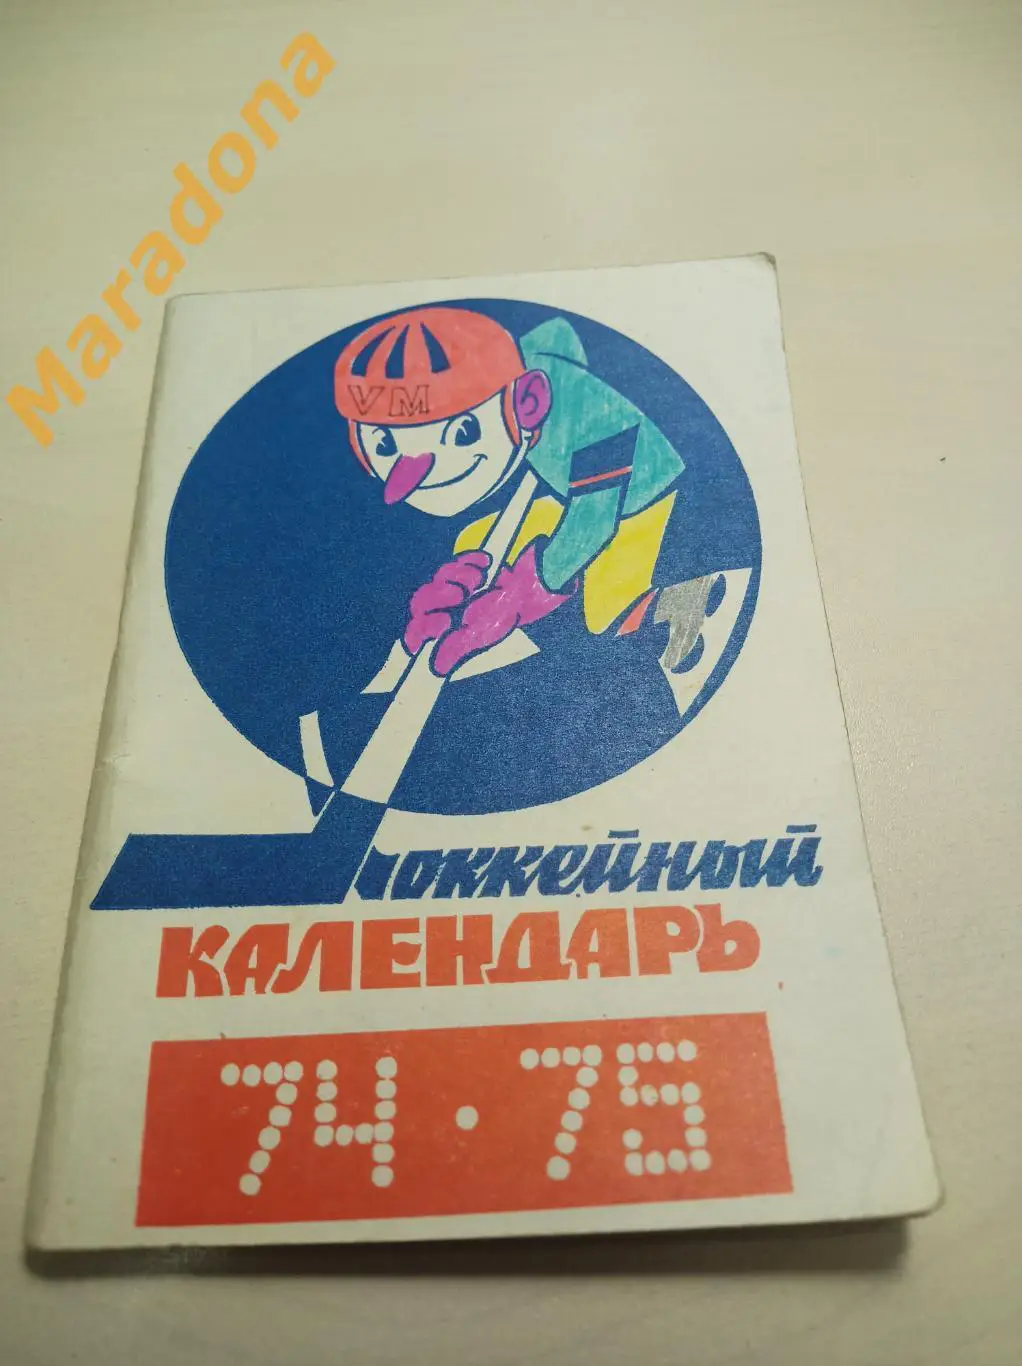 Maradona
VM
Хоккейный
КАЛЕНДАРЬ
74·75